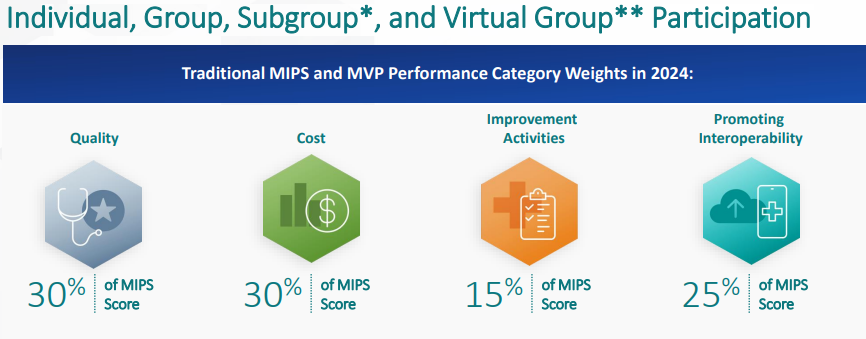 Individual, Group, Subgroup*, and Virtual Group** Participation
Traditional MIPS and MVP Performance Category Weights in 2024:
Quality
Cost
Improvement
Activities
Promoting
Interoperability
$
30% of MIPS
Score
30% of MIPS
Score
15% of MIPS
Score
25% of MIPS
Score